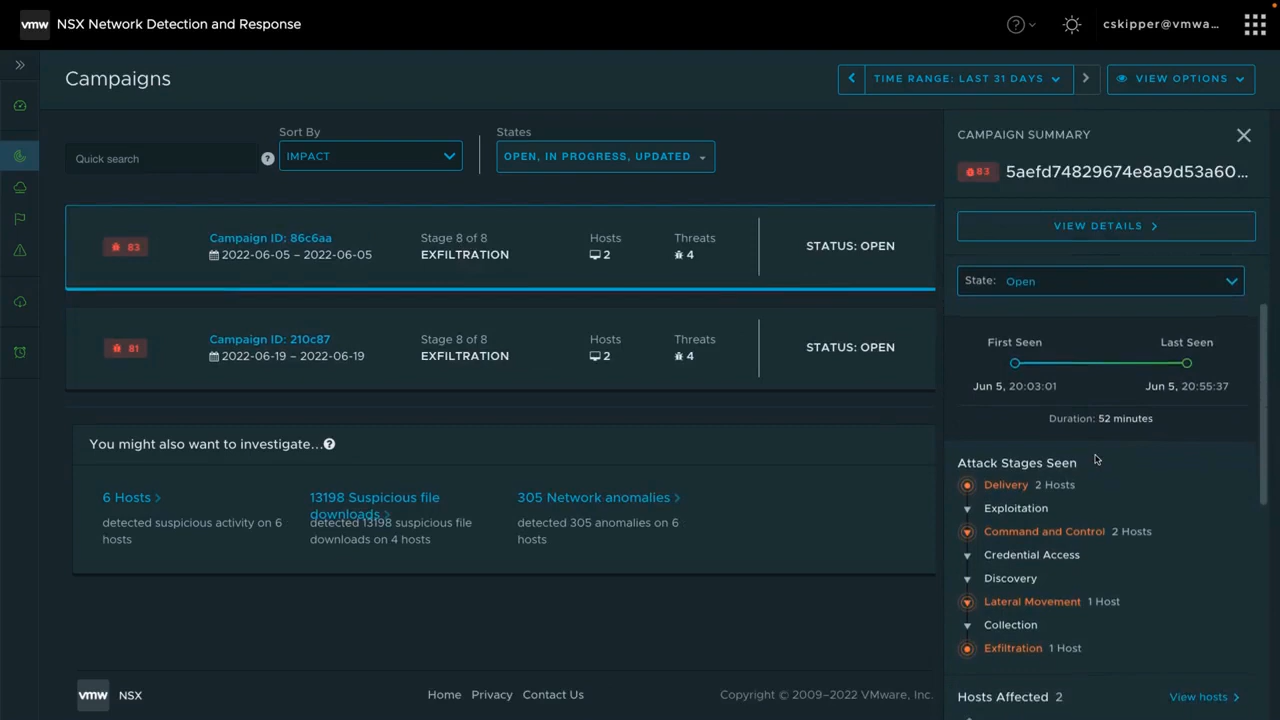 vmw NSX Network Detection and Response
cskipper@vmwa...
Campaigns
TIME RANGE: LAST 31 DAYS
VIEW OPTIONS
Quick search
?
Sort By
IMPACT
States
OPEN, IN PROGRESS, UPDATED
83
Campaign ID: 86c6aa
2022-06-05 – 2022-06-05
Stage 8 of 8
EXFILTRATION
Hosts
2
Threats
4
STATUS: OPEN
81
Campaign ID: 210c87
2022-06-19 – 2022-06-19
Stage 8 of 8
EXFILTRATION
Hosts
2
Threats
4
STATUS: OPEN
You might also want to investigate...?
6 Hosts >
detected suspicious activity on 6
hosts
13198 Suspicious file
downloads >
detected 13198 suspicious file
downloads on 4 hosts
305 Network anomalies >
detected 305 anomalies on 6
hosts
CAMPAIGN SUMMARY
83 5aefd74829674e8a9d53a60...
VIEW DETAILS >
State: Open
First Seen
Last Seen
Jun 5, 20:03:01
Jun 5, 20:55:37
Duration: 52 minutes
Attack Stages Seen
Delivery 2 Hosts
Exploitation
Command and Control 2 Hosts
Credential Access
Discovery
Lateral Movement 1 Host
Collection
Exfiltration 1 Host
Hosts Affected 2
View hosts >
vmw NSX
Home Privacy Contact Us
Copyright © 2009–2022 VMware, Inc.